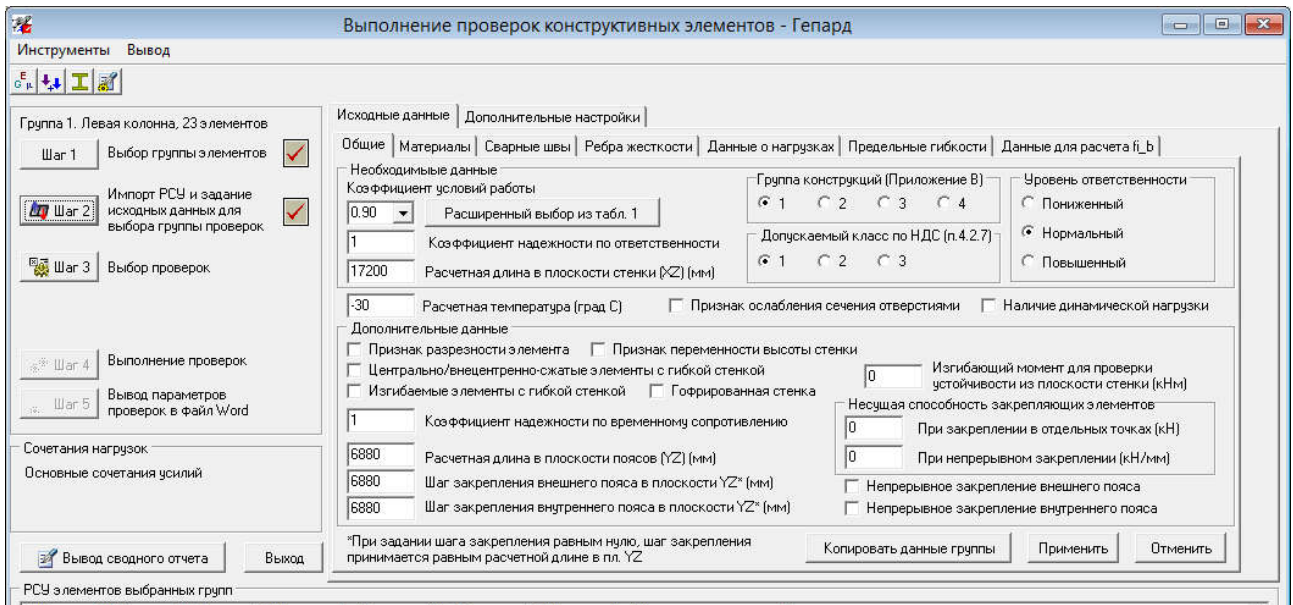 Выполнение проверок конструктивных элементов - Гепард
Инструменты Вывод
E G μ
Группа 1. Левая колонна, 23 элементов
Шаг 1 Выбор группы элементов
Шаг 2 Импорт РСУ и задание
исходных данных для
выбора группы проверок
Шаг 3 Выбор проверок
Шаг 4 Выполнение проверок
Шаг 5 Вывод параметров
проверок в файл Word
Сочетания нагрузок
Основные сочетания усилий
Вывод сводного отчета Выход
Исходные данные Дополнительные настройки
Общие Материалы Сварные швы Ребра жесткости Данные о нагрузках Предельные гибкости Данные для расчета fi_b
Необходимыые данные
Коэффициент условий работы
0.90 Расширенный выбор из табл. 1
1 Коэффициент надежности по ответственности
17200 Расчетная длина в плоскости стенки (XZ) (мм)
Группа конструкций (Приложение В)
1 2 3 4
Допускаемый класс по НДС (п.4.2.7)
1 2 3
Уровень ответственности
Пониженный
Нормальный
Повышенный
-30 Расчетная температура (град С) Признак ослабления сечения отверстиями Наличие динамической нагрузки
Дополнительные данные
Признак разрезности элемента Признак переменности высоты стенки
Центрально/внецентренно-сжатые элементы с гибкой стенкой
Изгибаемые элементы с гибкой стенкой Гофрированная стенка
0 Изгибающий момент для проверки
устойчивости из плоскости стенки (кНм)
1 Коэффициент надежности по временному сопротивлению
6880 Расчетная длина в плоскости поясов (YZ) (мм)
6880 Шаг закрепления внешнего пояса в плоскости YZ* (мм)
6880 Шаг закрепления внутреннего пояса в плоскости YZ* (мм)
Несущая способность закрепляющих элементов
0 При закреплении в отдельных точках (кН)
0 При непрерывном закреплении (кН/мм)
Непрерывное закрепление внешнего пояса
Непрерывное закрепление внутреннего пояса
*При задании шага закрепления равным нулю, шаг закрепления
принимается равным расчетной длине в пл. YZ
Копировать данные группы Применить Отменить
РСУ элементов выбранных групп